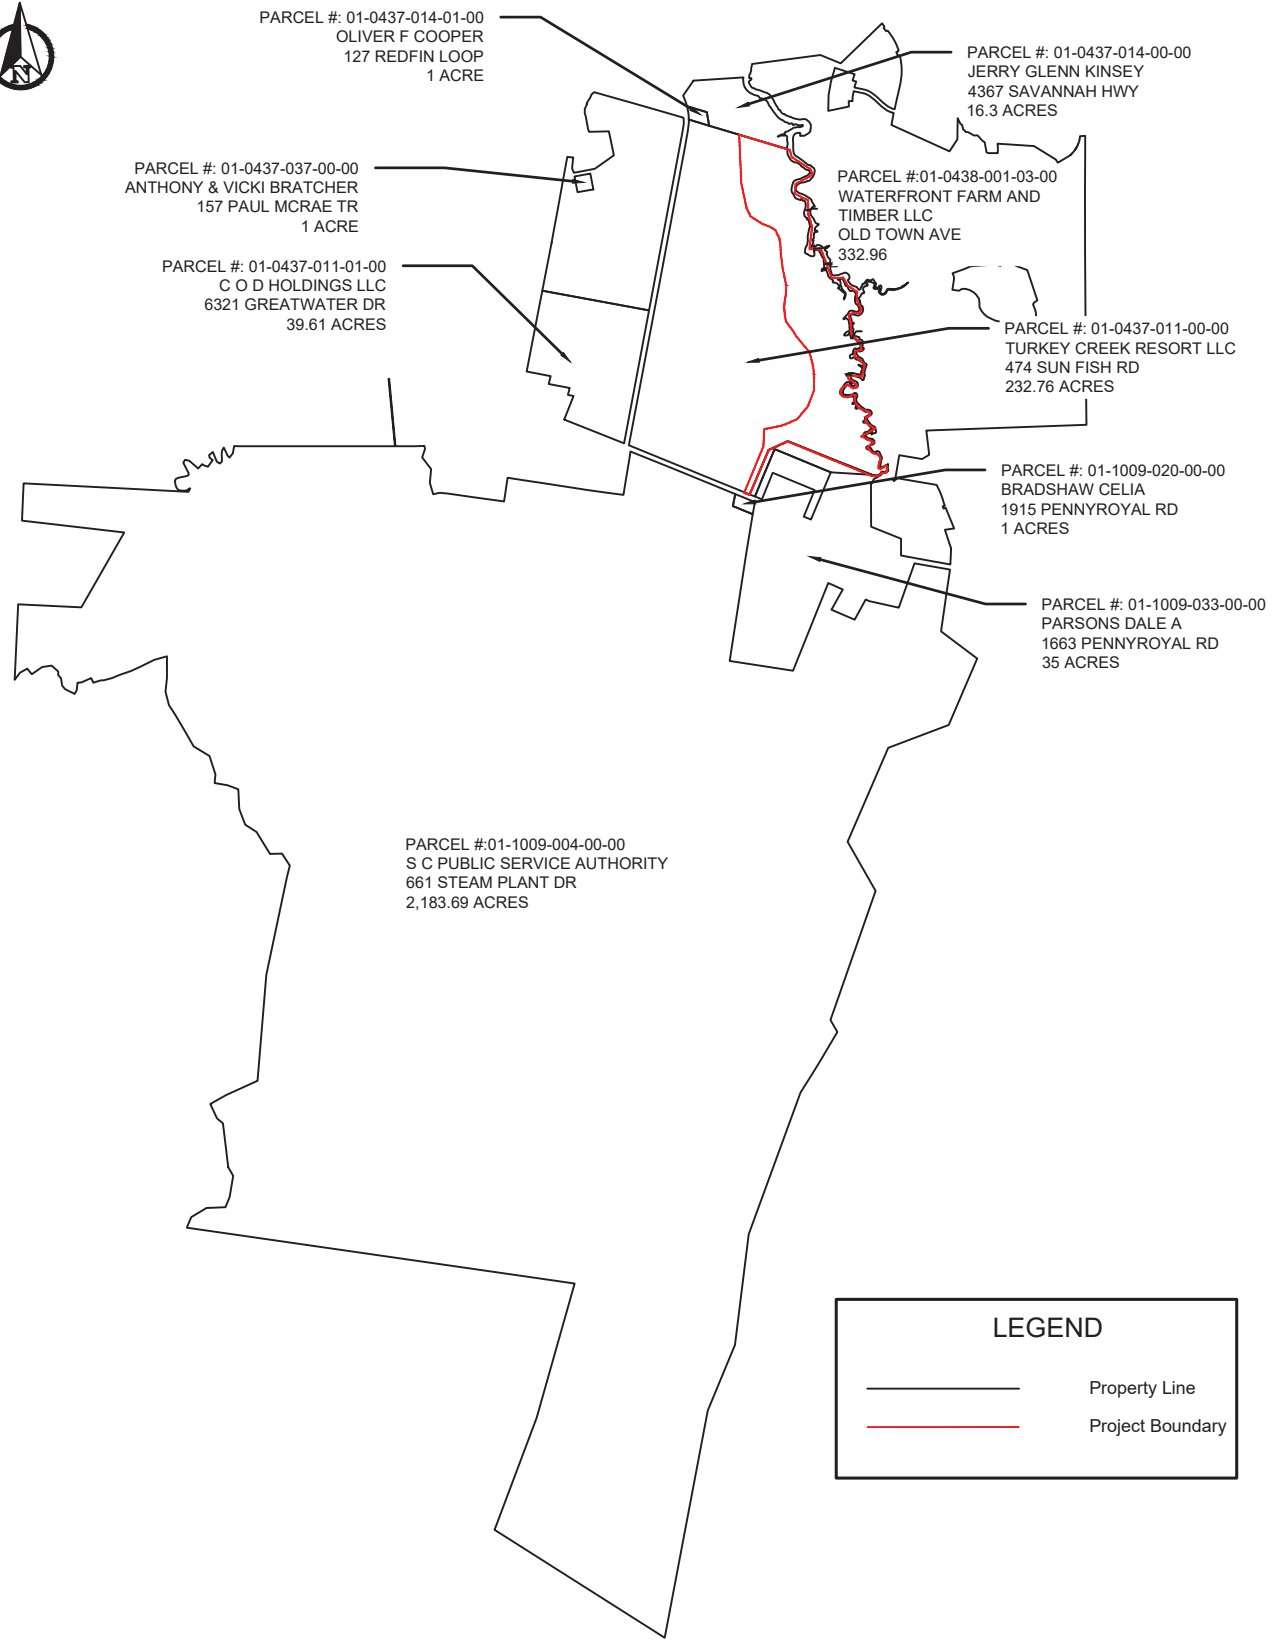 N
PARCEL #: 01-0437-014-01-00
OLIVER F COOPER
127 REDFIN LOOP
1 ACRE
PARCEL #: 01-0437-014-00-00
JERRY GLENN KINSEY
4367 SAVANNAH HWY
16.3 ACRES
PARCEL #: 01-0437-037-00-00
ANTHONY & VICKI BRATCHER
157 PAUL MCRAE TR
1 ACRE
PARCEL #:01-0438-001-03-00
WATERFRONT FARM AND
TIMBER LLC
OLD TOWN AVE
332.96
PARCEL #: 01-0437-011-01-00
C O D HOLDINGS LLC
6321 GREATWATER DR
39.61 ACRES
PARCEL #: 01-0437-011-00-00
TURKEY CREEK RESORT LLC
474 SUN FISH RD
232.76 ACRES
PARCEL #: 01-1009-020-00-00
BRADSHAW CELIA
1915 PENNYROYAL RD
1 ACRES
PARCEL #: 01-1009-033-00-00
PARSONS DALE A
1663 PENNYROYAL RD
35 ACRES
PARCEL #:01-1009-004-00-00
S C PUBLIC SERVICE AUTHORITY
661 STEAM PLANT DR
2,183.69 ACRES
LEGEND
Property Line
Project Boundary